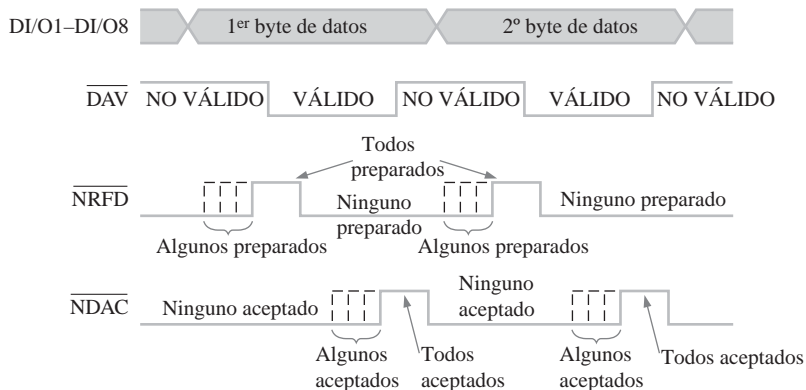 DI/O1–DI/O8 1er byte de datos 2º byte de datos
DAV NO VÁLIDO VÁLIDO NO VÁLIDO VÁLIDO NO VÁLIDO
Todos
preparados
NRFD Ninguno
preparado
Ninguno preparado
Algunos preparados Algunos preparados
NDAC Ninguno aceptado
Ninguno
aceptado
Algunos
aceptados
Todos
aceptados
Algunos
aceptados
Todos aceptados